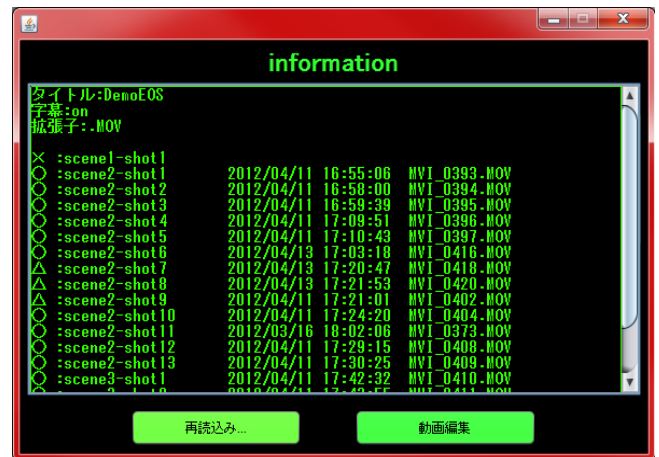 information
タイトル:DemoEOS
字幕:on
拡張子:.MOV
× :scene1-shot1
○ :scene2-shot1 2012/04/11 16:55:06 MVI_0393.MOV
○ :scene2-shot2 2012/04/11 16:58:00 MVI_0394.MOV
○ :scene2-shot3 2012/04/11 16:59:39 MVI_0395.MOV
○ :scene2-shot4 2012/04/11 17:09:51 MVI_0396.MOV
○ :scene2-shot5 2012/04/11 17:10:43 MVI_0397.MOV
○ :scene2-shot6 2012/04/13 17:03:18 MVI_0416.MOV
△ :scene2-shot7 2012/04/13 17:20:47 MVI_0418.MOV
△ :scene2-shot8 2012/04/13 17:21:53 MVI_0420.MOV
△ :scene2-shot9 2012/04/11 17:21:01 MVI_0402.MOV
○ :scene2-shot10 2012/04/11 17:24:20 MVI_0404.MOV
○ :scene2-shot11 2012/03/16 18:02:06 MVI_0373.MOV
○ :scene2-shot12 2012/04/11 17:29:15 MVI_0408.MOV
○ :scene2-shot13 2012/04/11 17:30:25 MVI_0409.MOV
○ :scene3-shot1 2012/04/11 17:42:32 MVI_0410.MOV
再読込み... 動画編集